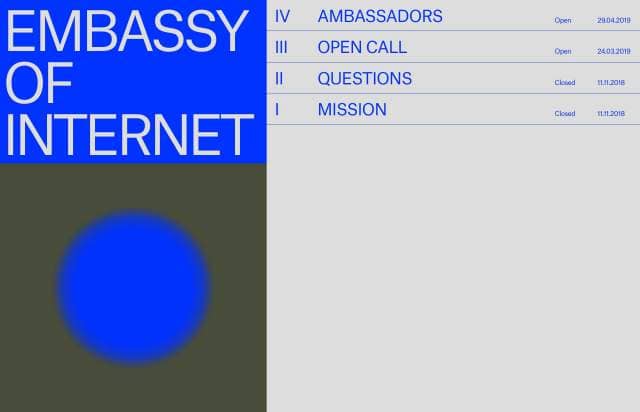 EMBASSY
OF
INTERNET
IV AMBASSADORS Open 29.04.2019
III OPEN CALL Open 24.03.2019
II QUESTIONS Closed 11.11.2018
I MISSION Closed 11.11.2018